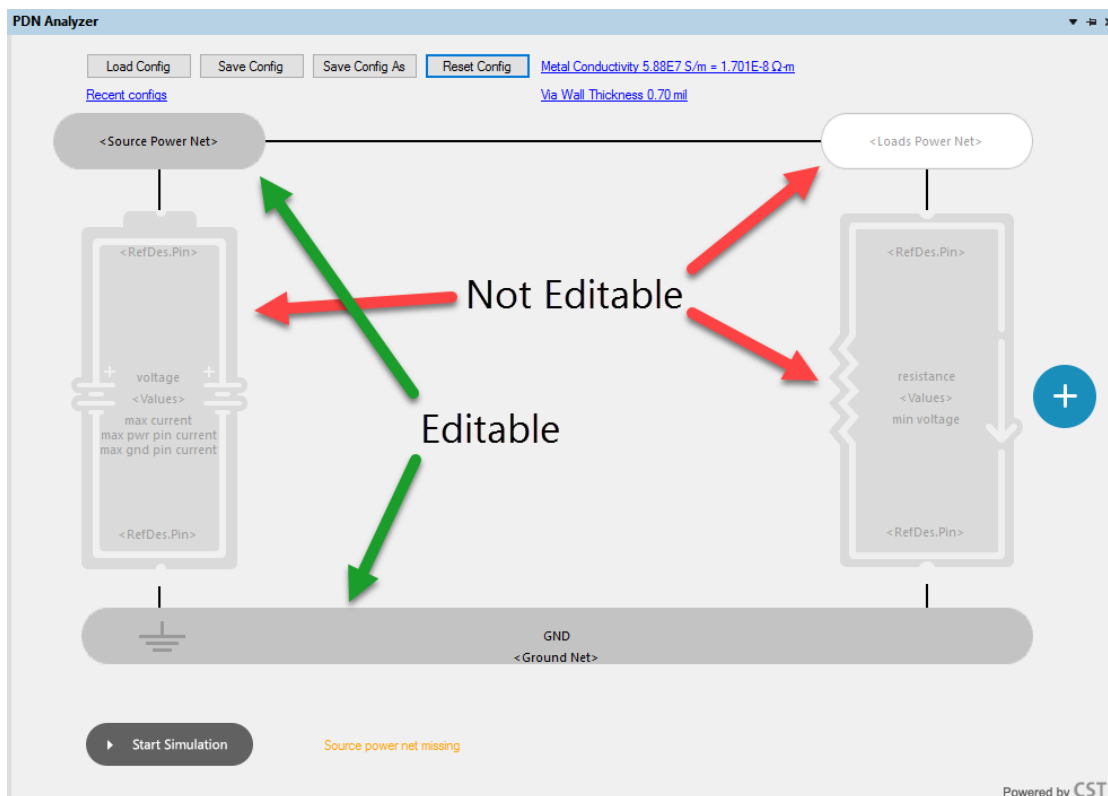 PDN Analyzer
Load Config
Save Config
Save Config As
Reset Config
Metal Conductivity 5.88E7 S/m = 1.701E-8 Ω-m
Recent configs
Via Wall Thickness 0.70 mil
<Source Power Net>
<Loads Power Net>
<RefDes.Pin>
<RefDes.Pin>
Not Editable
+ +
voltage
<Values>
max current
max pwr pin current
max gnd pin current
resistance
<Values>
min voltage
+
Editable
<RefDes.Pin>
<RefDes.Pin>
GND
<Ground Net>
Start Simulation
Source power net missing
Powered by CST